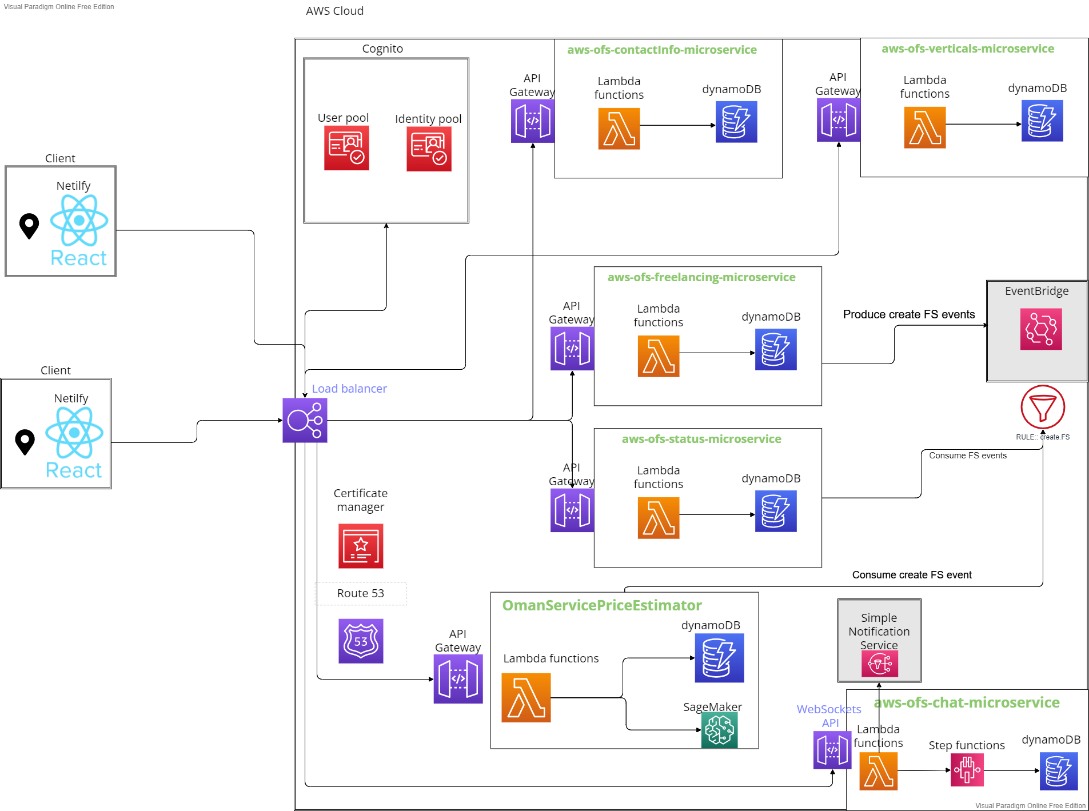 Visual Paradigm Online Free Edition
AWS Cloud
Cognito
User pool
Identity pool
API
Gateway
aws-ofs-contactInfo-microservice
Lambda
functions
dynamoDB
API
Gateway
aws-ofs-verticals-microservice
Lambda
functions
dynamoDB
Client
Netilfy
React
aws-ofs-freelancing-microservice
API
Gateway
Lambda
functions
dynamoDB
Produce create FS events
EventBridge
RULE:: create FS
Client
Netilfy
React
Load balancer
aws-ofs-status-microservice
API
Gateway
Lambda
functions
dynamoDB
Consume FS events
Certificate
manager
Route 53
53
Consume create FS event
API
Gateway
OmanServicePriceEstimator
Lambda functions
dynamoDB
SageMaker
Simple
Notification
Service
WebSockets
API
aws-ofs-chat-microservice
Lambda
functions
Step functions
dynamoDB
Visual Paradigm Online Free Edition